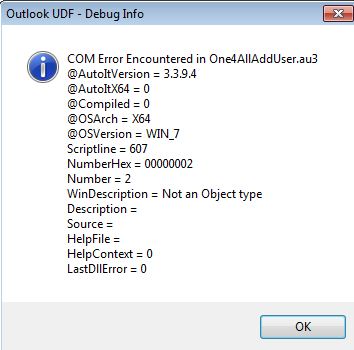 Outlook UDF - Debug Info
COM Error Encountered in One4AllAddUser.au3
@AutoItVersion = 3.3.9.4
@AutoItX64 = 0
@Compiled = 0
@OSArch = X64
@OSVersion = WIN_7
Scriptline = 607
NumberHex = 00000002
Number = 2
WinDescription = Not an Object type
Description =
Source =
HelpFile =
HelpContext = 0
LastDllError = 0
OK